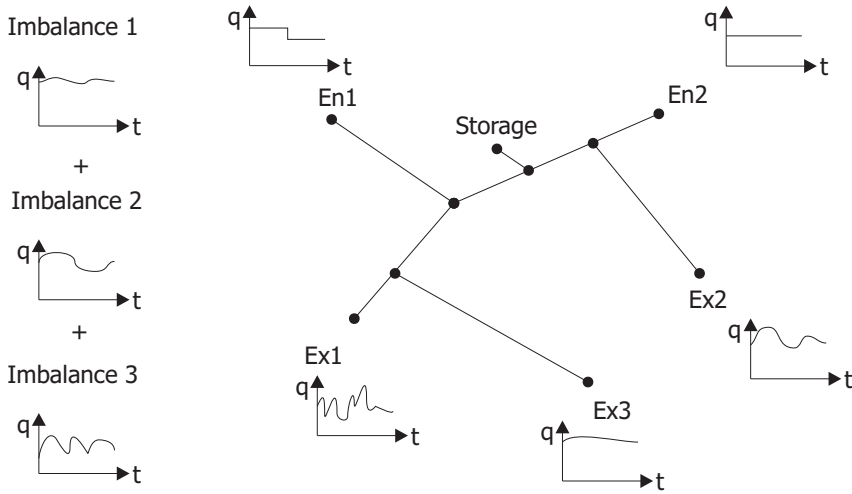 Imbalance 1
q
t
+
Imbalance 2
q
t
+
Imbalance 3
q
t
q
t
En1
Storage
q
t
En2
Ex2
q
t
Ex1
q
t
Ex3
q
t